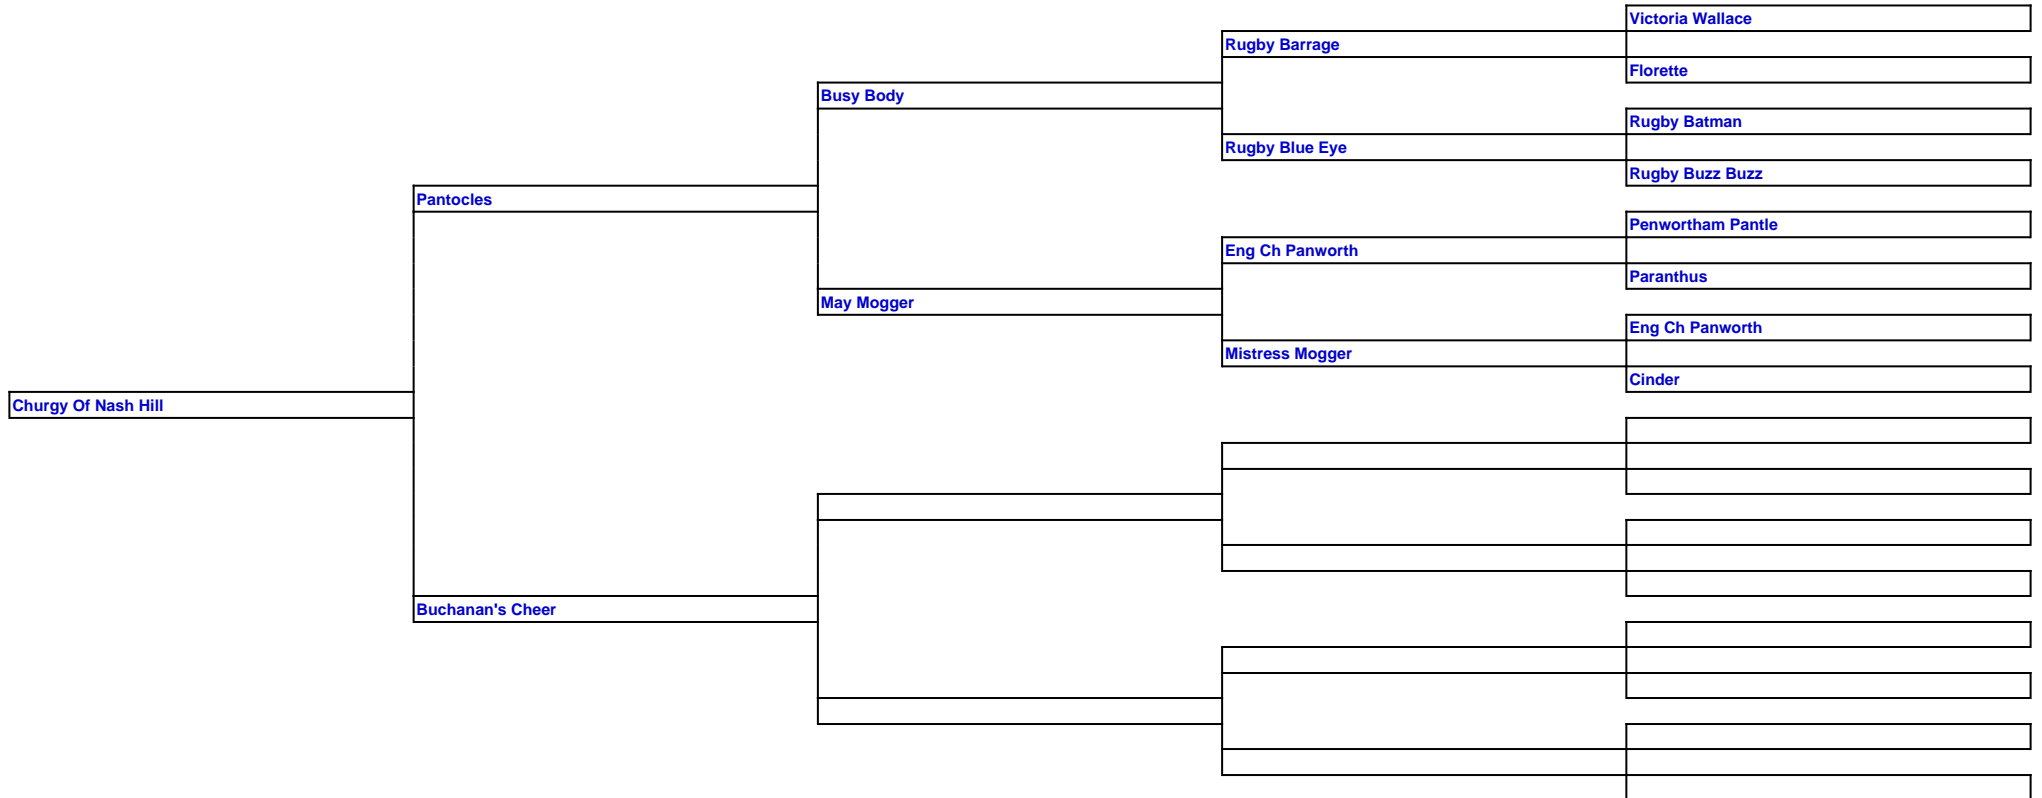 Victoria Wallace
Rugby Barrage
Florette
Busy Body
Rugby Batman
Rugby Blue Eye
Rugby Buzz Buzz
Pantocles
Penwortham Pantle
Eng Ch Panworth
Paranthus
May Mogger
Eng Ch Panworth
Mistress Mogger
Cinder
Churgy Of Nash Hill
Buchanan's Cheer